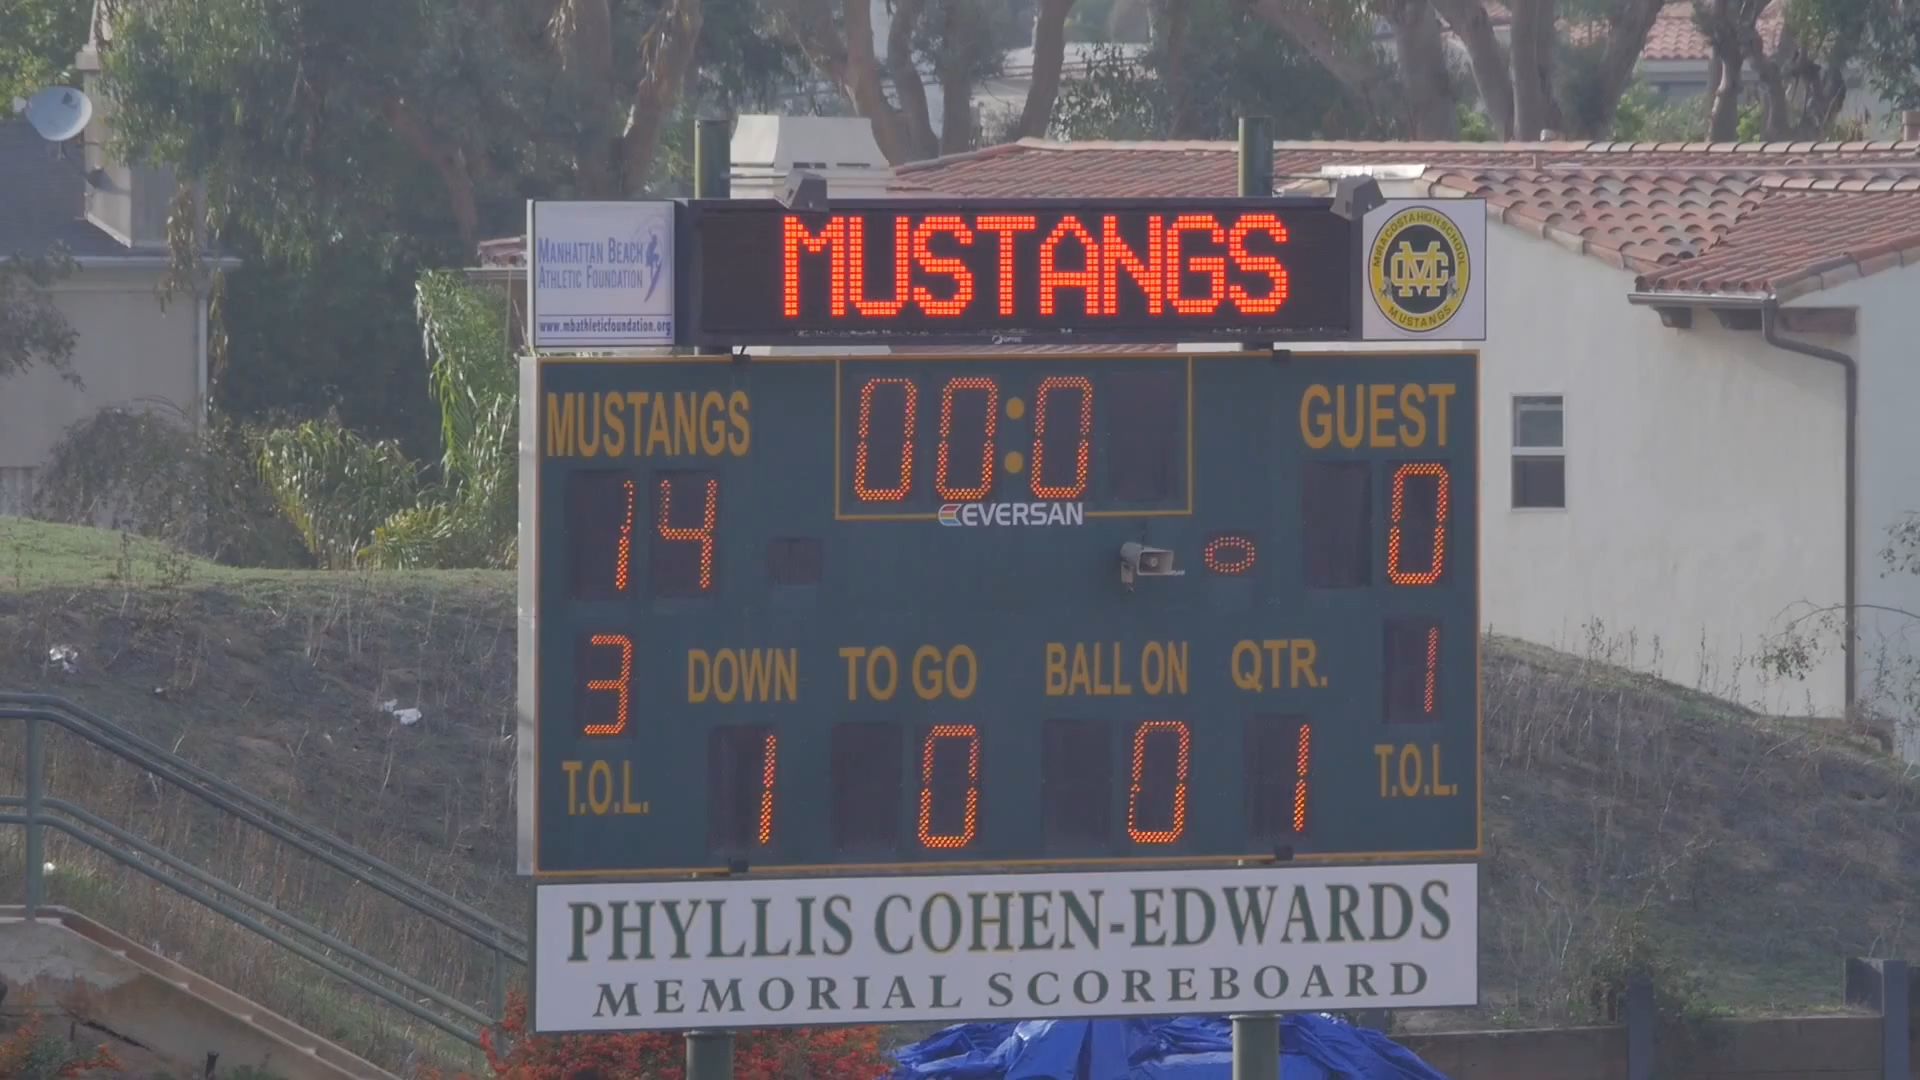 MANHATTAN BEACH
ATHLETIC FOUNDATION
www.mbathleticfoundation.org
MUSTANGS
MIRA COSTA HIGH SCHOOL
MC
MUSTANGS
MUSTANGS
00:0
GUEST
14
EVERSAN
0
3
DOWN
TO GO
BALL ON
QTR.
1
T.O.L.
1
0
0
1
T.O.L.
PHYLLIS COHEN-EDWARDS
MEMORIAL SCOREBOARD